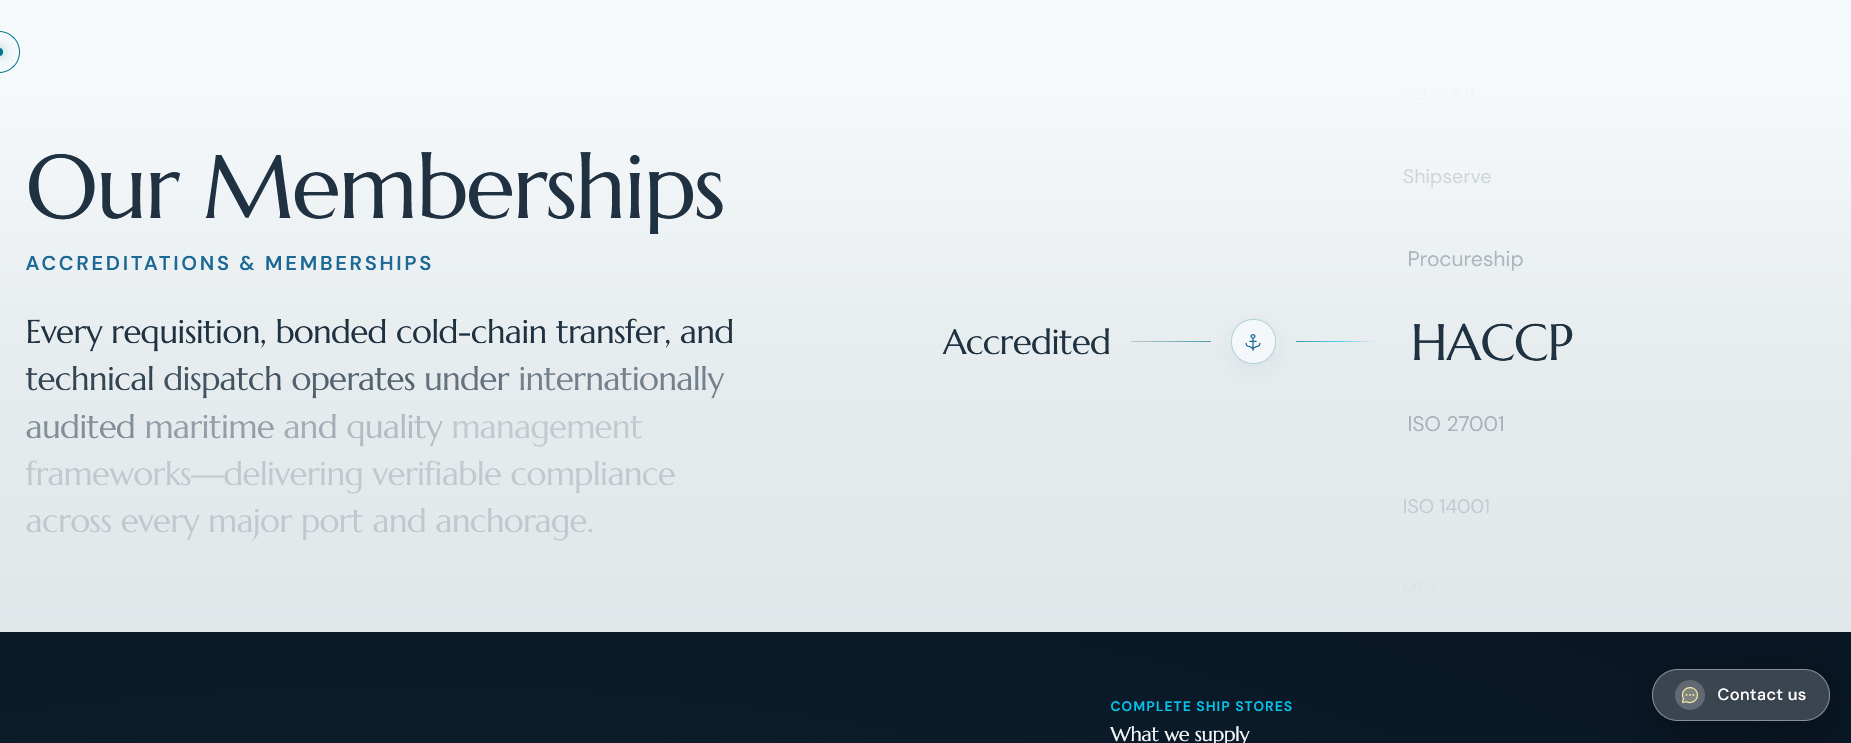 Our Memberships
ACCREDITATIONS & MEMBERSHIPS
Every requisition, bonded cold-chain transfer, and
technical dispatch operates under internationally
audited maritime and quality management
frameworks—delivering verifiable compliance
across every major port and anchorage.
Accredited
ISO 9001
Shipserve
Procureship
HACCP
ISO 27001
ISO 14001
COMPLETE SHIP STORES
What we supply
Contact us